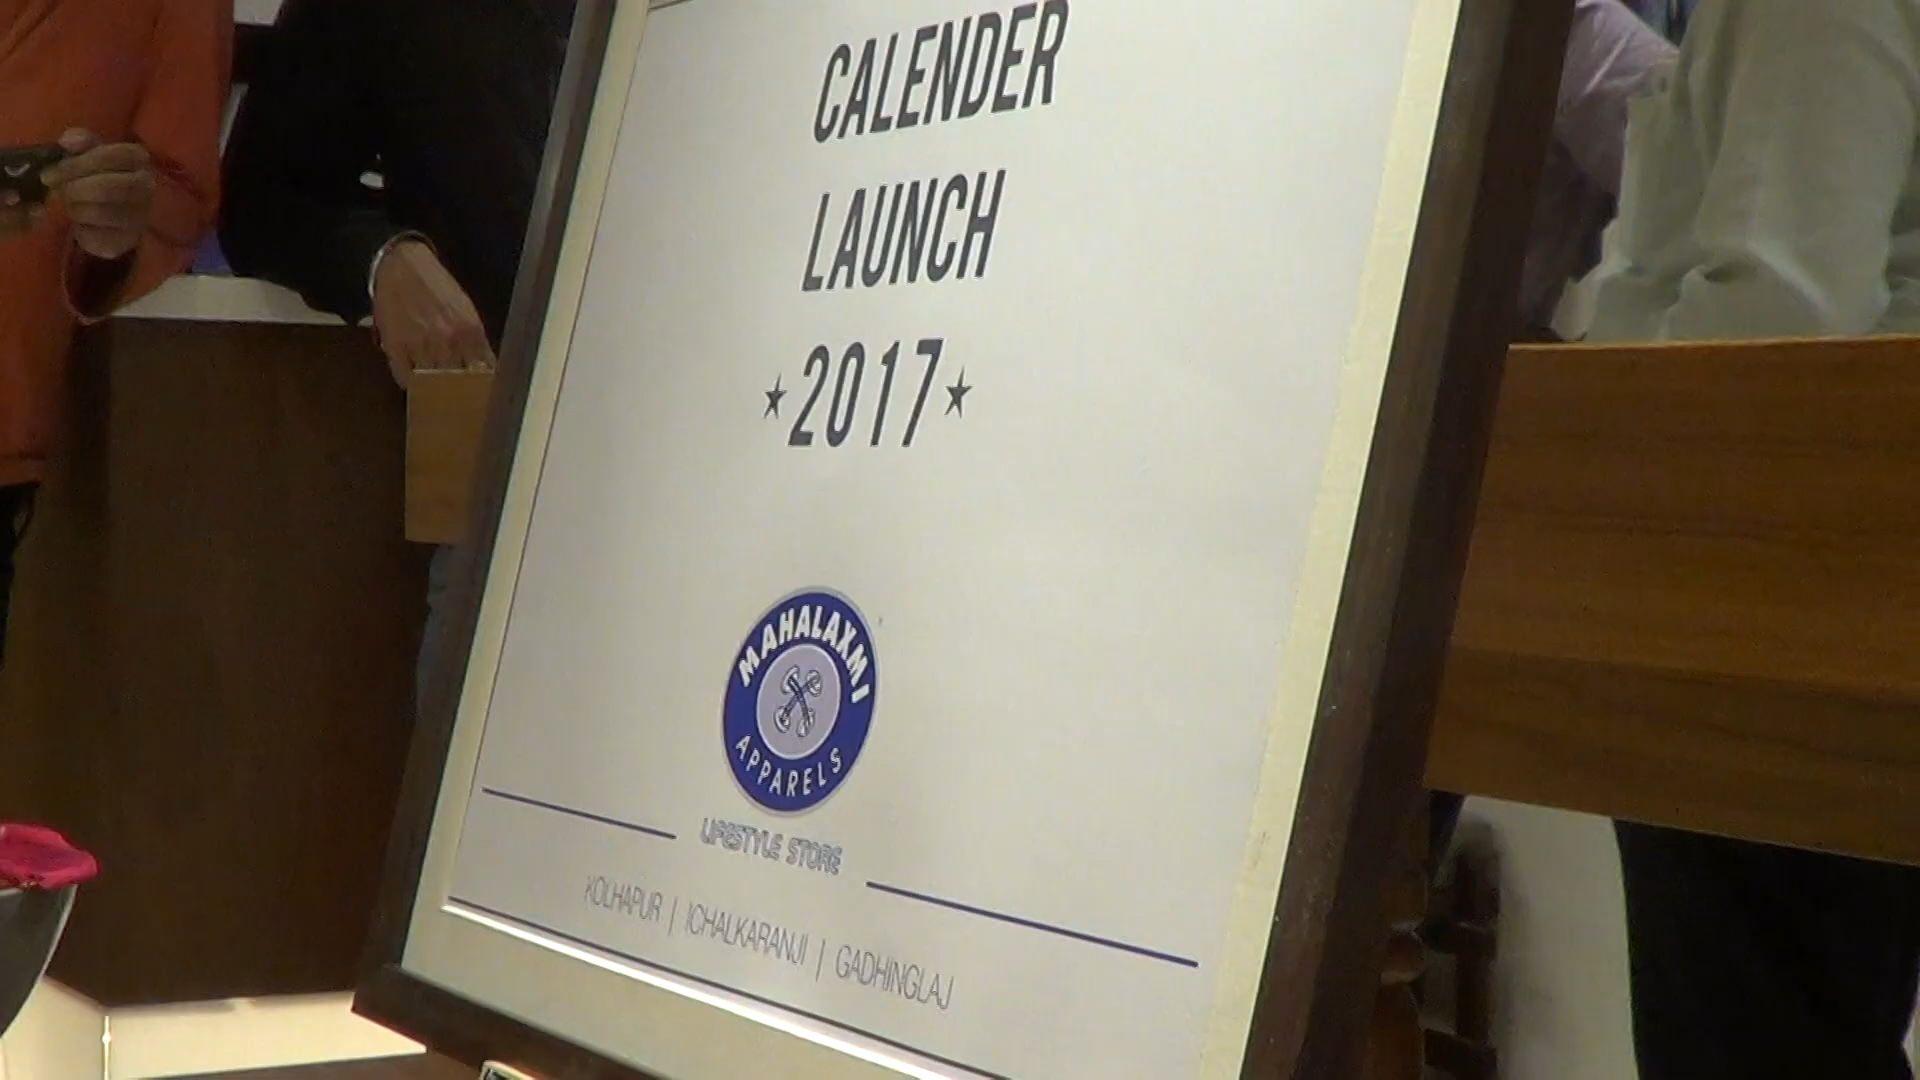 CALENDER
LAUNCH
★2017★
MAHALAXMI
APPARELS
LIFESTYLE STORE
KOLHAPUR | ICHALKARANJI | GADHINGLAJ